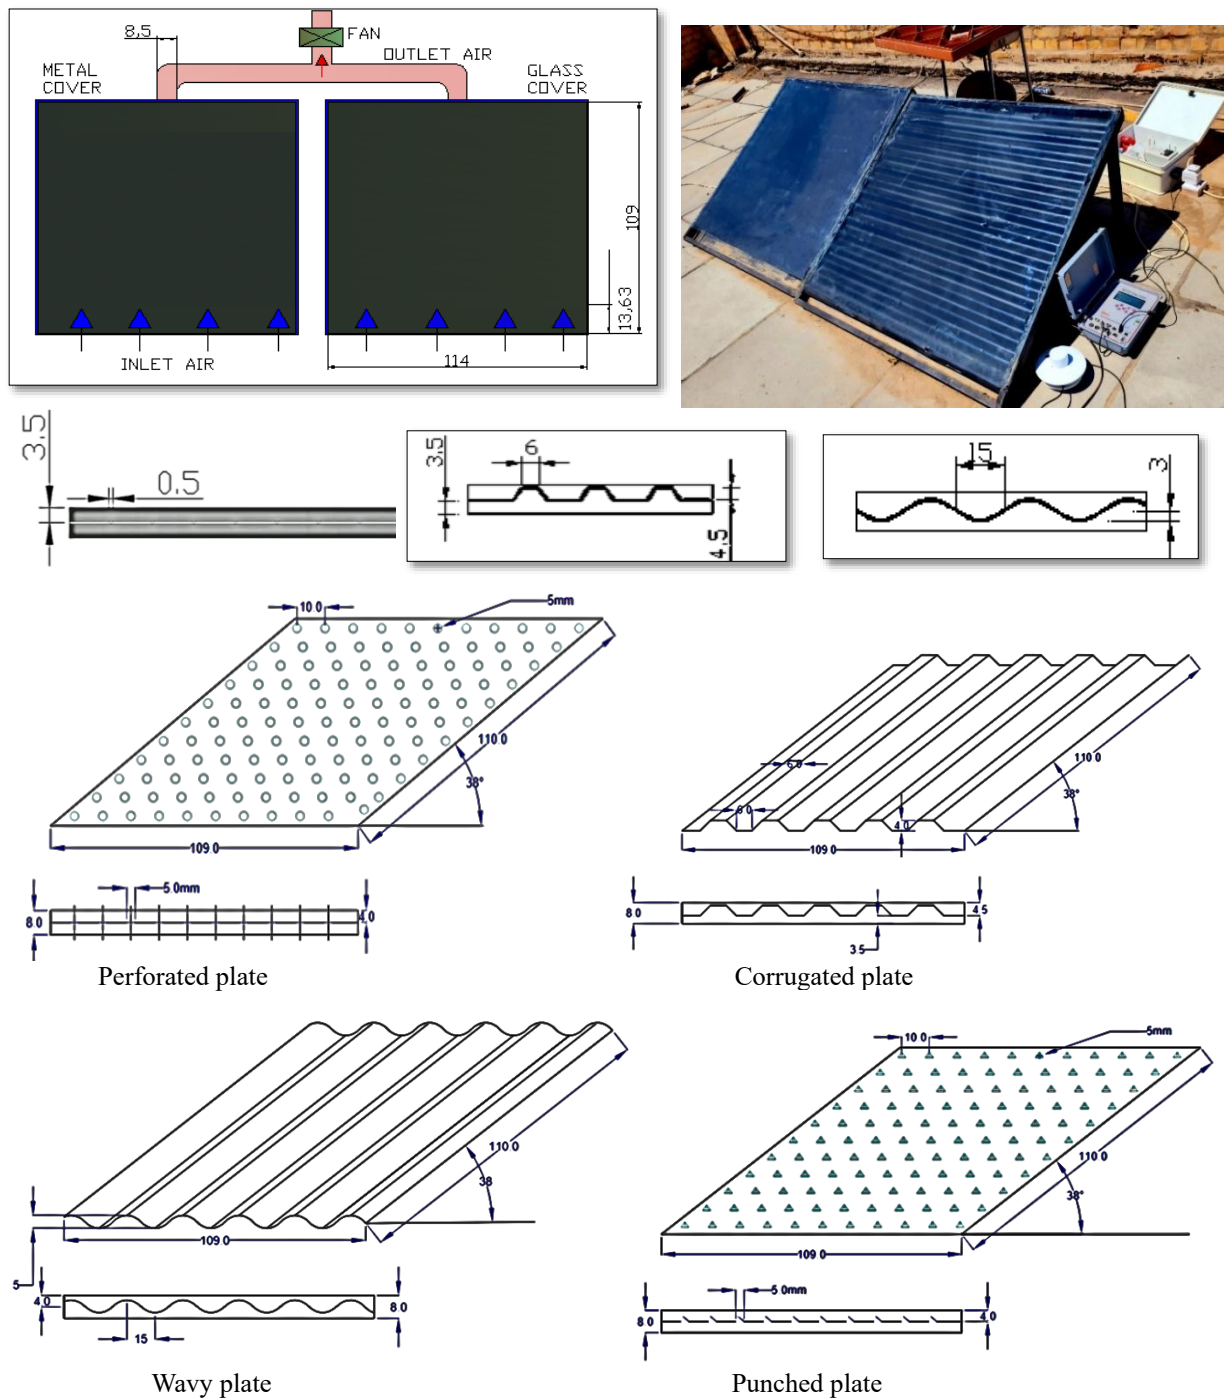 8,5
FAN
OUTLET AIR
METAL
COVER
GLASS
COVER
109
13,63
INLET AIR
114
3.5
0.5
3.5
6
4.5
15
3
10 0
5mm
110 0
38°
109 0
5 0mm
8 0
4 0
Perforated plate
6 0
6 0
4 0
110 0
38°
109 0
8 0
4 5
3 5
Corrugated plate
110 0
38
109 0
5
4 0
8 0
15
Wavy plate
10 0
5mm
110 0
38°
109 0
5 0mm
8 0
4 0
Punched plate